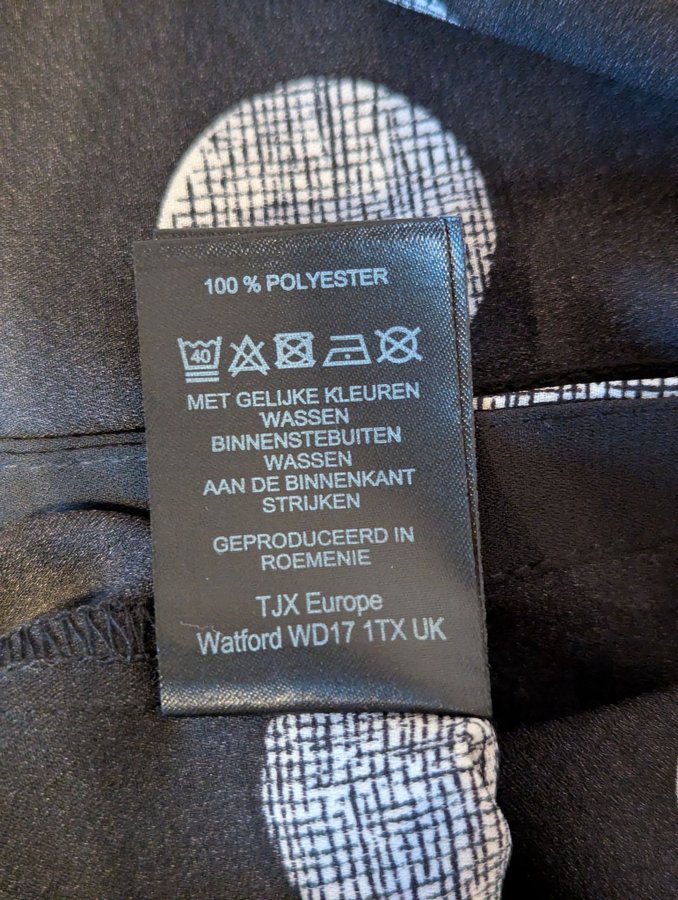 100 % POLYESTER
40
MET GELIJKE KLEUREN
WASSEN
BINNENSTEBUITEN
WASSEN
AAN DE BINNENKANT
STRIJKEN
GEPRODUCEERD IN
ROEMENIE
TJX Europe
Watford WD17 1TX UK